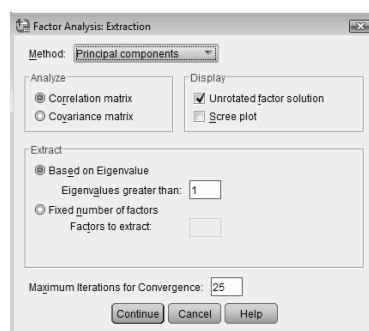 Factor Analysis: Extraction
Method: Principal components
Analyze
Correlation matrix
Covariance matrix
Display
Unrotated factor solution
Scree plot
Extract
Based on Eigenvalue
Eigenvalues greater than: 1
Fixed number of factors
Factors to extract:
Maximum Iterations for Convergence: 25
Continue Cancel Help